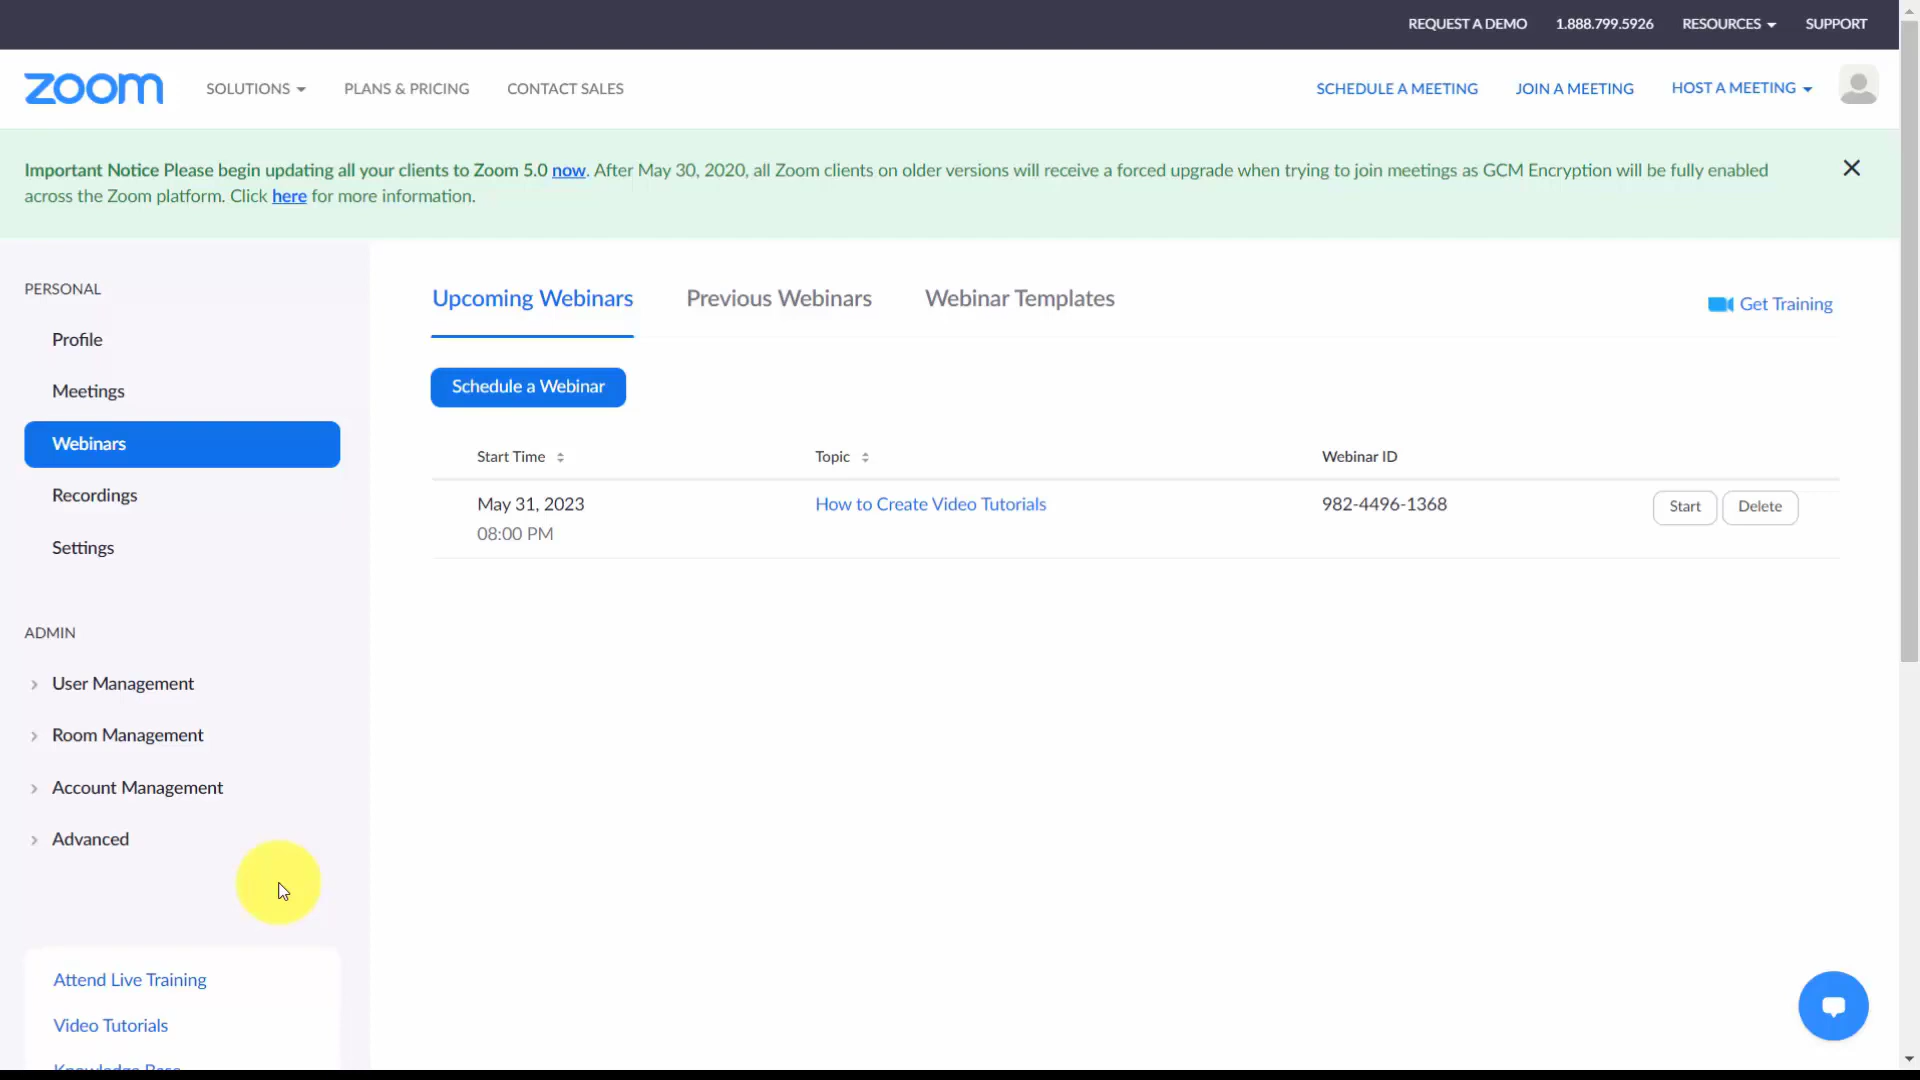 REQUEST A DEMO 1.888.799.5926 RESOURCES SUPPORT
zoom SOLUTIONS PLANS & PRICING CONTACT SALES SCHEDULE A MEETING JOIN A MEETING HOST A MEETING
Important Notice Please begin updating all your clients to Zoom 5.0 now. After May 30, 2020, all Zoom clients on older versions will receive a forced upgrade when trying to join meetings as GCM Encryption will be fully enabled
across the Zoom platform. Click here for more information.
PERSONAL
Profile
Meetings
Webinars
Recordings
Settings
ADMIN
User Management
Room Management
Account Management
Advanced
Attend Live Training
Video Tutorials
Knowledge Base
Upcoming Webinars Previous Webinars Webinar Templates
Get Training
Schedule a Webinar
Start Time Topic Webinar ID
May 31, 2023 How to Create Video Tutorials 982-4496-1368 Start Delete
08:00 PM